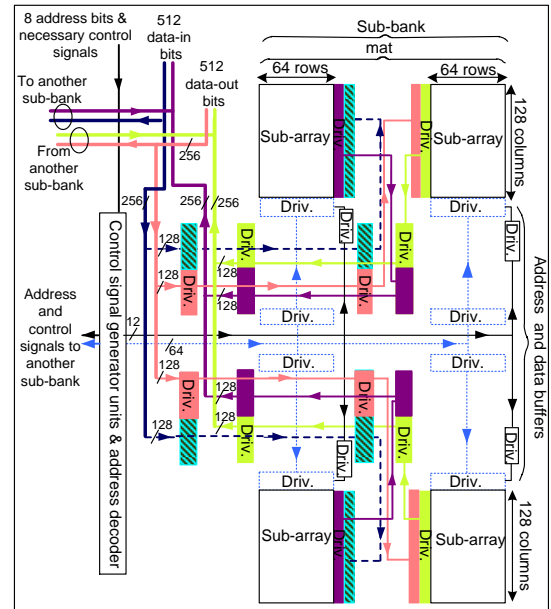 8 address bits &
necessary control
signals
512
data-in
bits
512
data-out
bits
Sub-bank
mat
64 rows
64 rows
To another
sub-bank
From
another
sub-bank
256
Sub-array
Driv.
Driv.
Sub-array
128 columns
256
256
256
Driv.
Driv.
Driv.
Driv.
128
128
128
128
Driv.
Driv.
Driv.
Driv.
Control signal generator units & address decoder
Address
and
control
signals to
another
sub-bank
12
64
Driv.
Driv.
Driv.
Driv.
Address and data buffers
128
128
128
128
Driv.
Driv.
Driv.
Driv.
Driv.
Driv.
Driv.
Driv.
Sub-array
Driv.
Driv.
Sub-array
128 columns